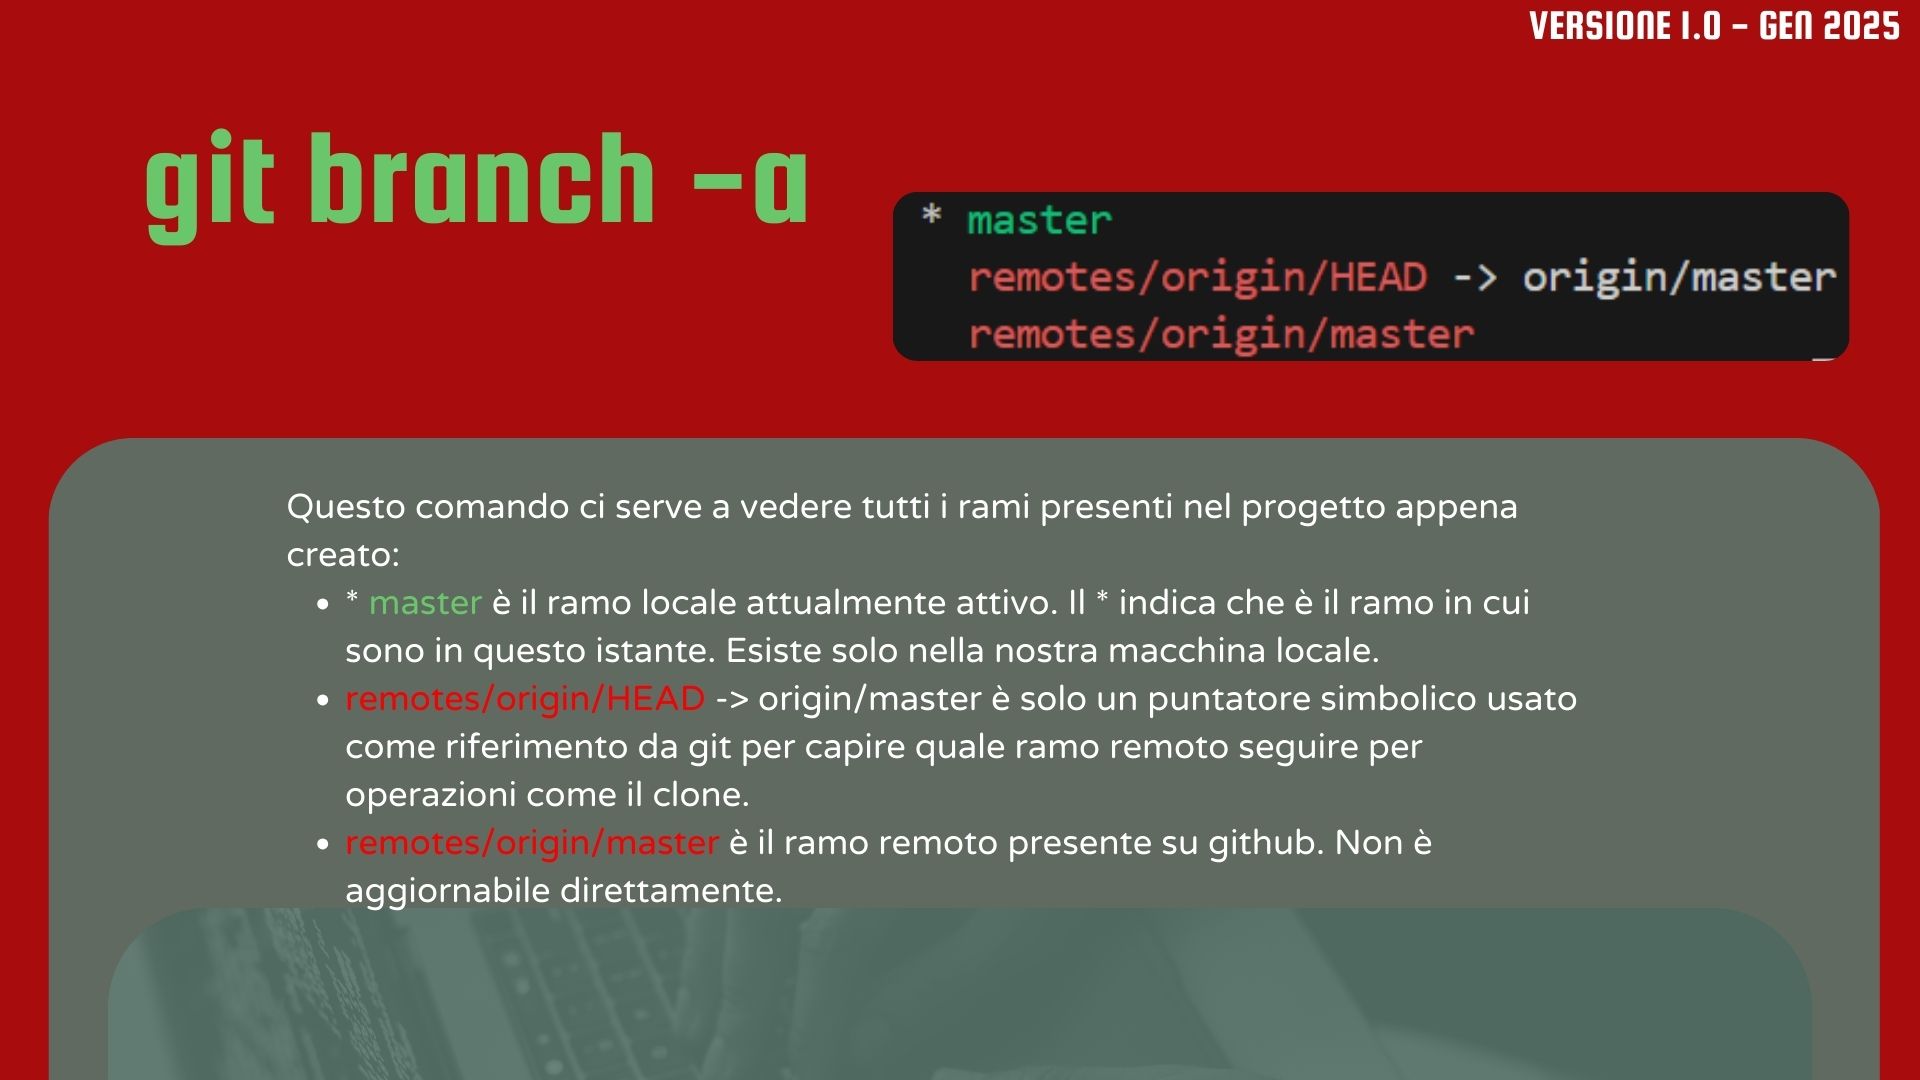 VERSIONE 1.0 - GEN 2025
git branch -a
* master
remotes/origin/HEAD -> origin/master
remotes/origin/master
Questo comando ci serve a vedere tutti i rami presenti nel progetto appena
creato:
• * master è il ramo locale attualmente attivo. Il * indica che è il ramo in cui
sono in questo istante. Esiste solo nella nostra macchina locale.
• remotes/origin/HEAD -> origin/master è solo un puntatore simbolico usato
come riferimento da git per capire quale ramo remoto seguire per
operazioni come il clone.
• remotes/origin/master è il ramo remoto presente su github. Non è
aggiornabile direttamente.